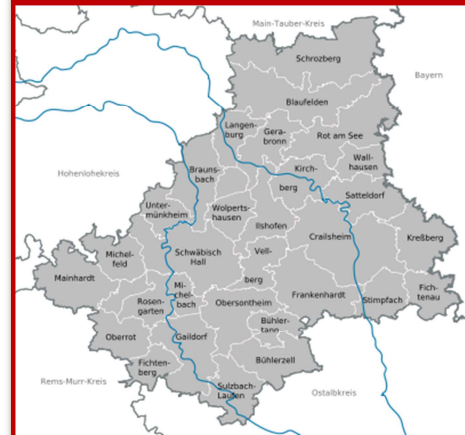 Main-Tauber-Kreis
Schrozberg
Bayern
Blaufelden
Langen-
burg
Gera-
bronn
Rot am See
Wall-
hausen
Hohenlohekreis
Brauns-
bach
Kirch-
berg
Satteldorf
Unter-
münkheim
Wolperts-
hausen
Ilshofen
Crailsheim
Kreßberg
Michel-
feld
Schwäbisch
Hall
Vell-
berg
Mainhardt
Mi-
chel-
bach
Rosen-
garten
Obersontheim
Frankenhardt
Stimpfach
Fich-
tenau
Bühler-
tann
Oberrot
Gaildorf
Fichten-
berg
Bühlerzell
Rems-Murr-Kreis
Sulzbach-
Laufen
Ostalbkreis